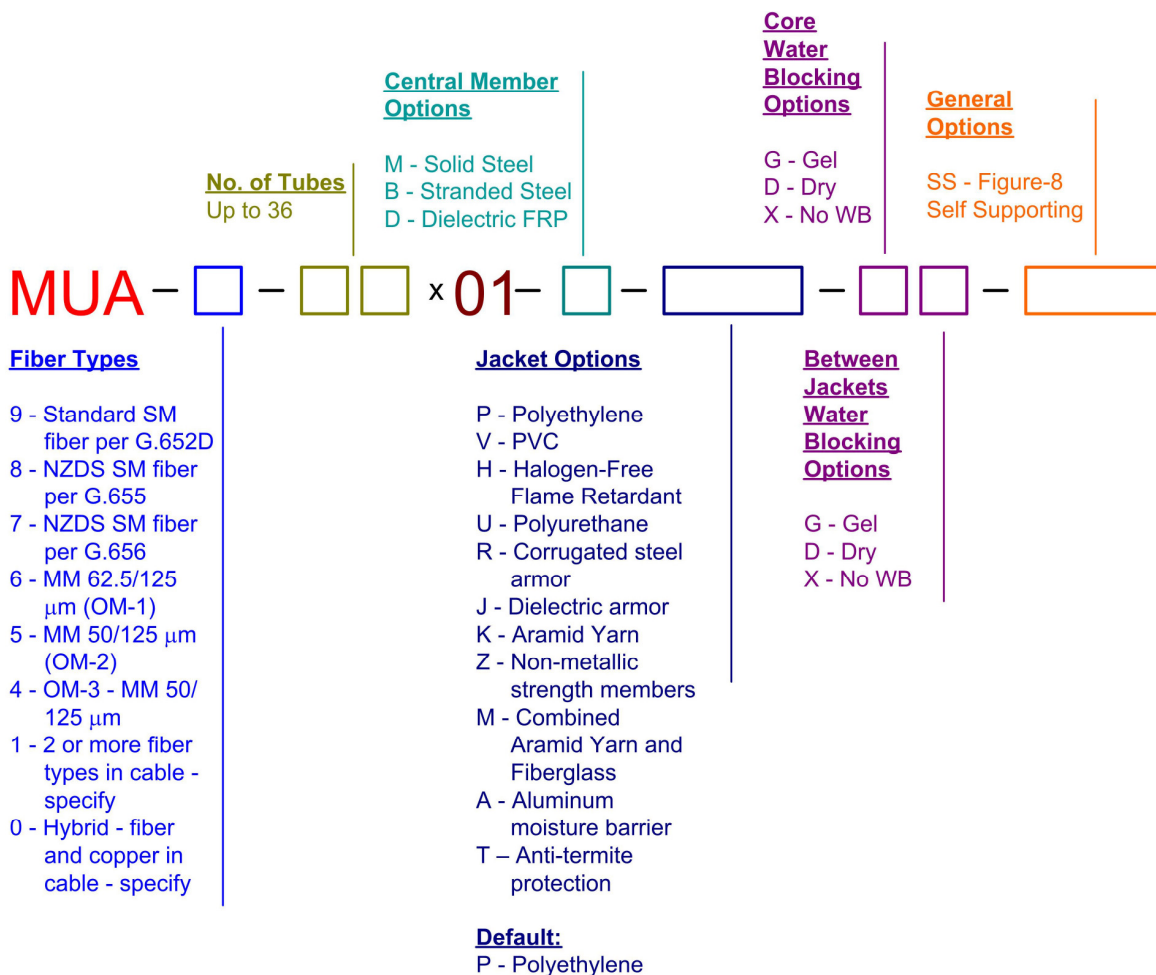 Core
Water
Blocking
Options
G - Gel
D - Dry
X - No WB
Central Member
Options
M - Solid Steel
B - Stranded Steel
D - Dielectric FRP
General
Options
SS - Figure-8
Self Supporting
No. of Tubes
Up to 36
MUA – – x 01– – – –
Fiber Types
9 - Standard SM
fiber per G.652D
8 - NZDS SM fiber
per G.655
7 - NZDS SM fiber
per G.656
6 - MM 62.5/125
μm (OM-1)
5 - MM 50/125 μm
(OM-2)
4 - OM-3 - MM 50/
125 μm
1 - 2 or more fiber
types in cable -
specify
0 - Hybrid - fiber
and copper in
cable - specify
Jacket Options
P - Polyethylene
V - PVC
H - Halogen-Free
Flame Retardant
U - Polyurethane
R - Corrugated steel
armor
J - Dielectric armor
K - Aramid Yarn
Z - Non-metallic
strength members
M - Combined
Aramid Yarn and
Fiberglass
A - Aluminum
moisture barrier
T – Anti-termite
protection
Default:
P - Polyethylene
Between
Jackets
Water
Blocking
Options
G - Gel
D - Dry
X - No WB